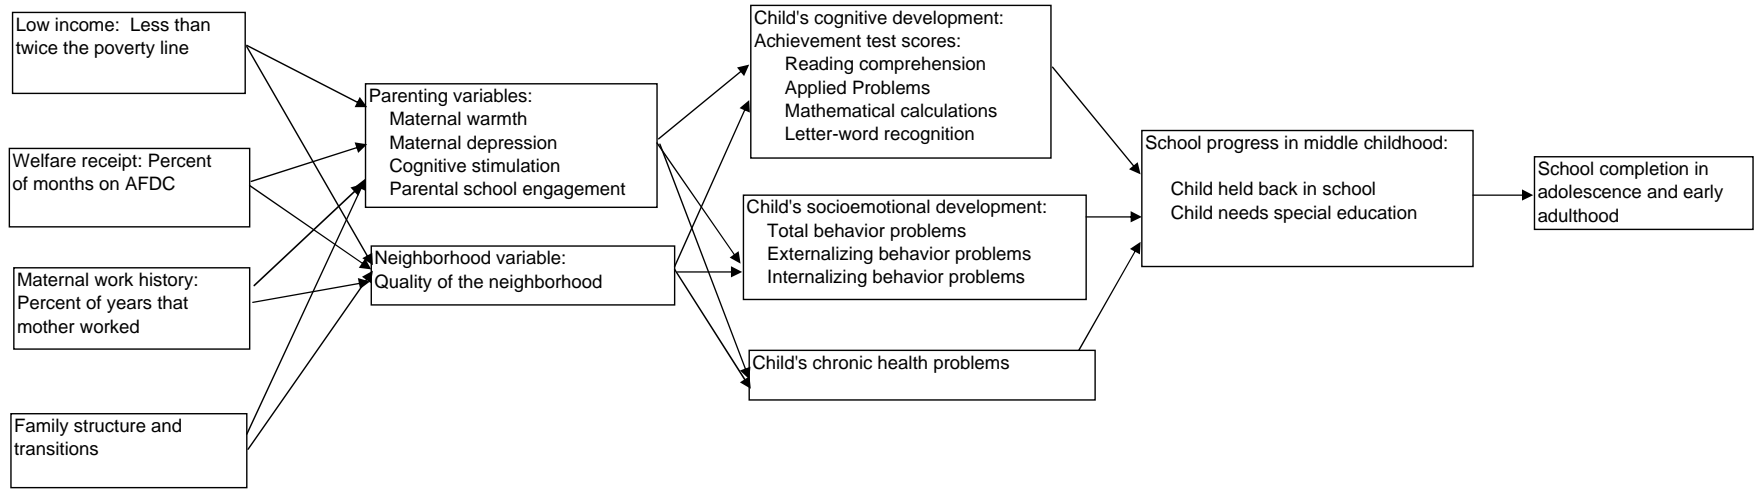 Low income:  Less than
twice the poverty line
Welfare receipt: Percent
of months on AFDC
Maternal work history:
Percent of years that
mother worked
Family structure and
transitions
Parenting variables:
Maternal warmth
Maternal depression
Cognitive stimulation
Parental school engagement
Neighborhood variable:
Quality of the neighborhood
Child's cognitive development:
Achievement test scores:
Reading comprehension
Applied Problems
Mathematical calculations
Letter-word recognition
Child's socioemotional development:
Total behavior problems
Externalizing behavior problems
Internalizing behavior problems
Child's chronic health problems
School progress in middle childhood:
Child held back in school
Child needs special education
School completion in
adolescence and early
adulthood